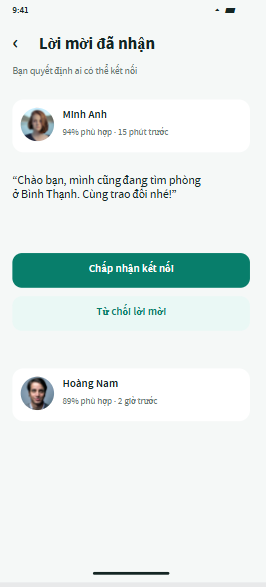 9:41
Lời mời đã nhận
Bạn quyết định ai có thể kết nối
Minh Anh
94% phù hợp · 15 phút trước
“Chào bạn, mình cũng đang tìm phòng
ở Bình Thạnh. Cùng trao đổi nhé!”
Chấp nhận kết nối
Từ chối lời mời
Hoàng Nam
89% phù hợp · 2 giờ trước